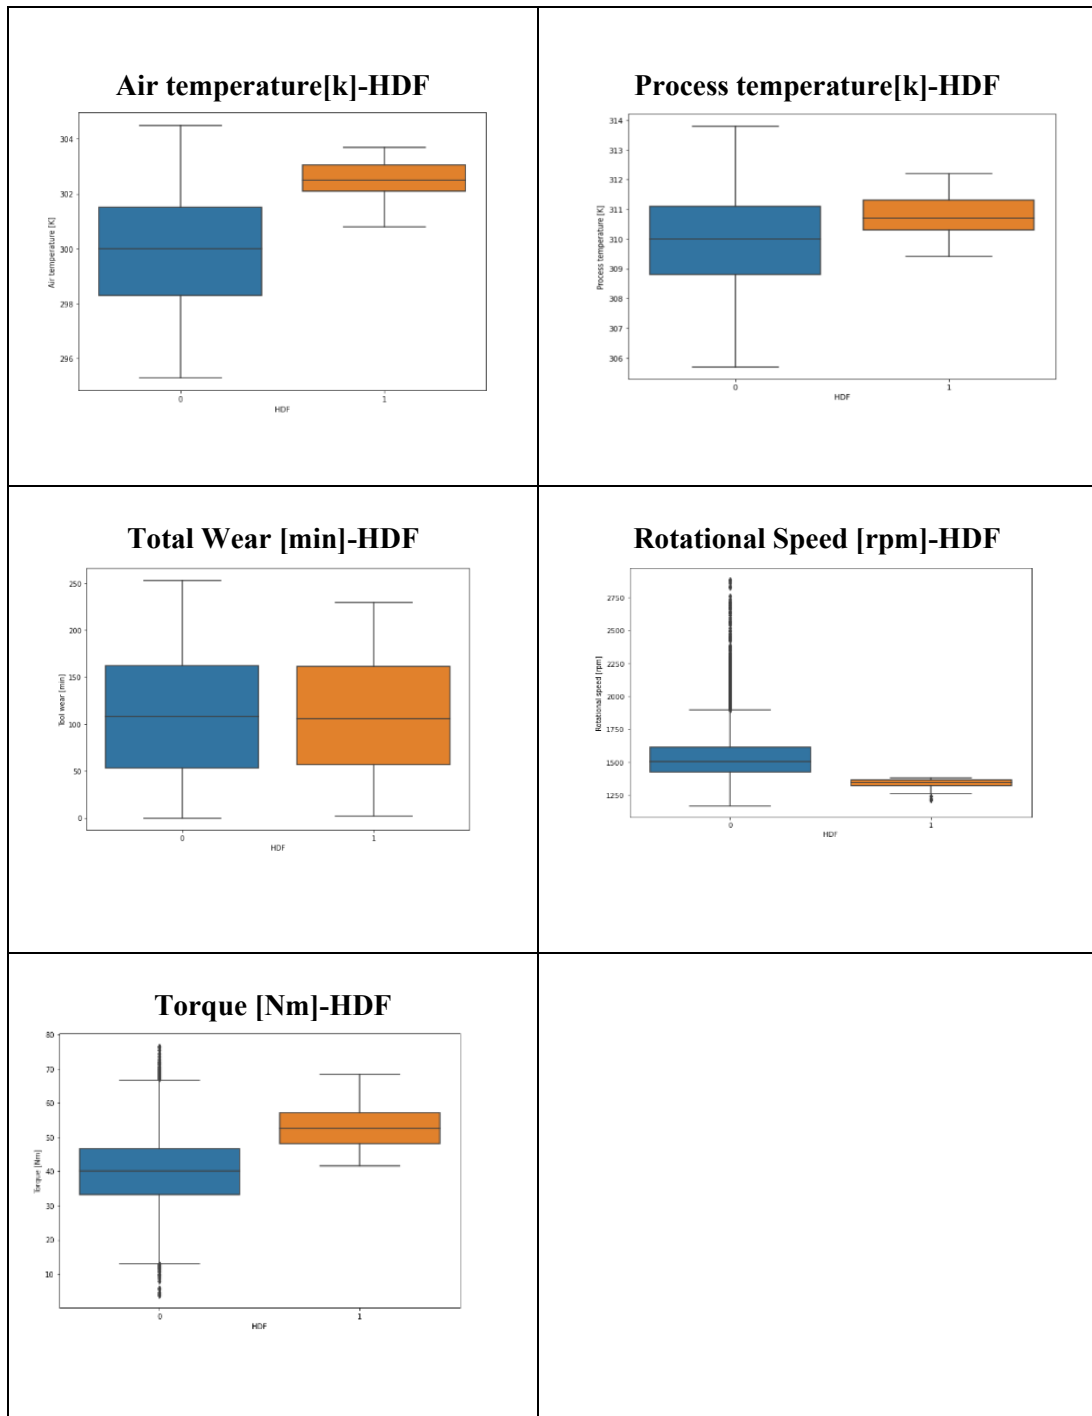 Air temperature[k]-HDF
304
302
300
298
296
Air temperature [K]
0 1
HDF
Process temperature[k]-HDF
314
313
312
311
310
309
308
307
306
Process temperature [K]
0 1
HDF
Total Wear [min]-HDF
250
200
150
100
50
0
Tool wear [min]
0 1
HDF
Rotational Speed [rpm]-HDF
2750
2500
2250
2000
1750
1500
1250
Rotational speed [rpm]
0 1
HDF
Torque [Nm]-HDF
80
70
60
50
40
30
20
10
Torque [Nm]
0 1
HDF